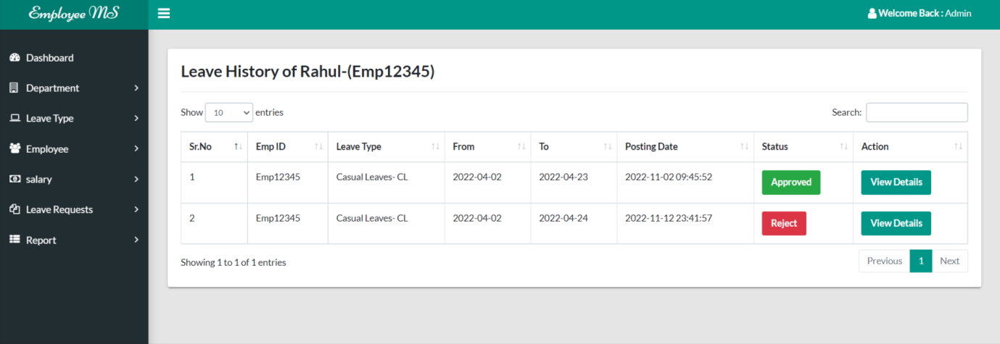 Employee MS
Welcome Back : Admin
Dashboard
Department
Leave Type
Employee
salary
Leave Requests
Report
Leave History of Rahul-(Emp12345)
Show 10 entries
Search:
Sr.No Emp ID Leave Type From To Posting Date Status Action
1 Emp12345 Casual Leaves- CL 2022-04-02 2022-04-23 2022-11-02 09:45:52 Approved View Details
2 Emp12345 Casual Leaves- CL 2022-04-02 2022-04-24 2022-11-12 23:41:57 Reject View Details
Showing 1 to 1 of 1 entries
Previous 1 Next